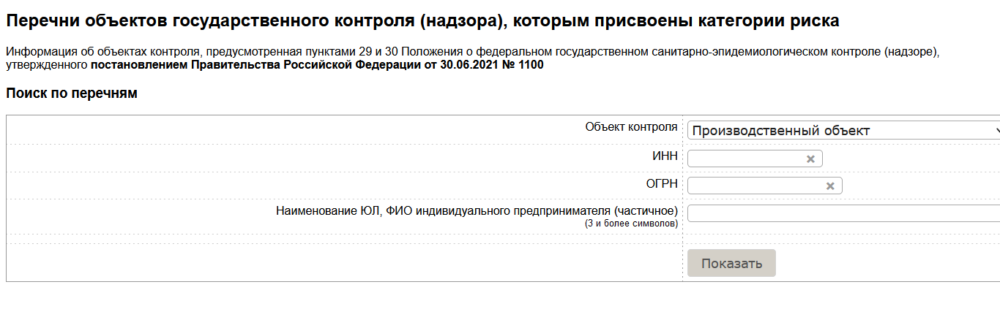 Перечни объектов государственного контроля (надзора), которым присвоены категории риска
Информация об объектах контроля, предусмотренная пунктами 29 и 30 Положения о федеральном государственном санитарно-эпидемиологическом контроле (надзоре),
утвержденного постановлением Правительства Российской Федерации от 30.06.2021 № 1100
Поиск по перечням
Объект контроля
Производственный объект
ИНН
ОГРН
Наименование ЮЛ, ФИО индивидуального предпринимателя (частичное)
(3 и более символов)
Показать